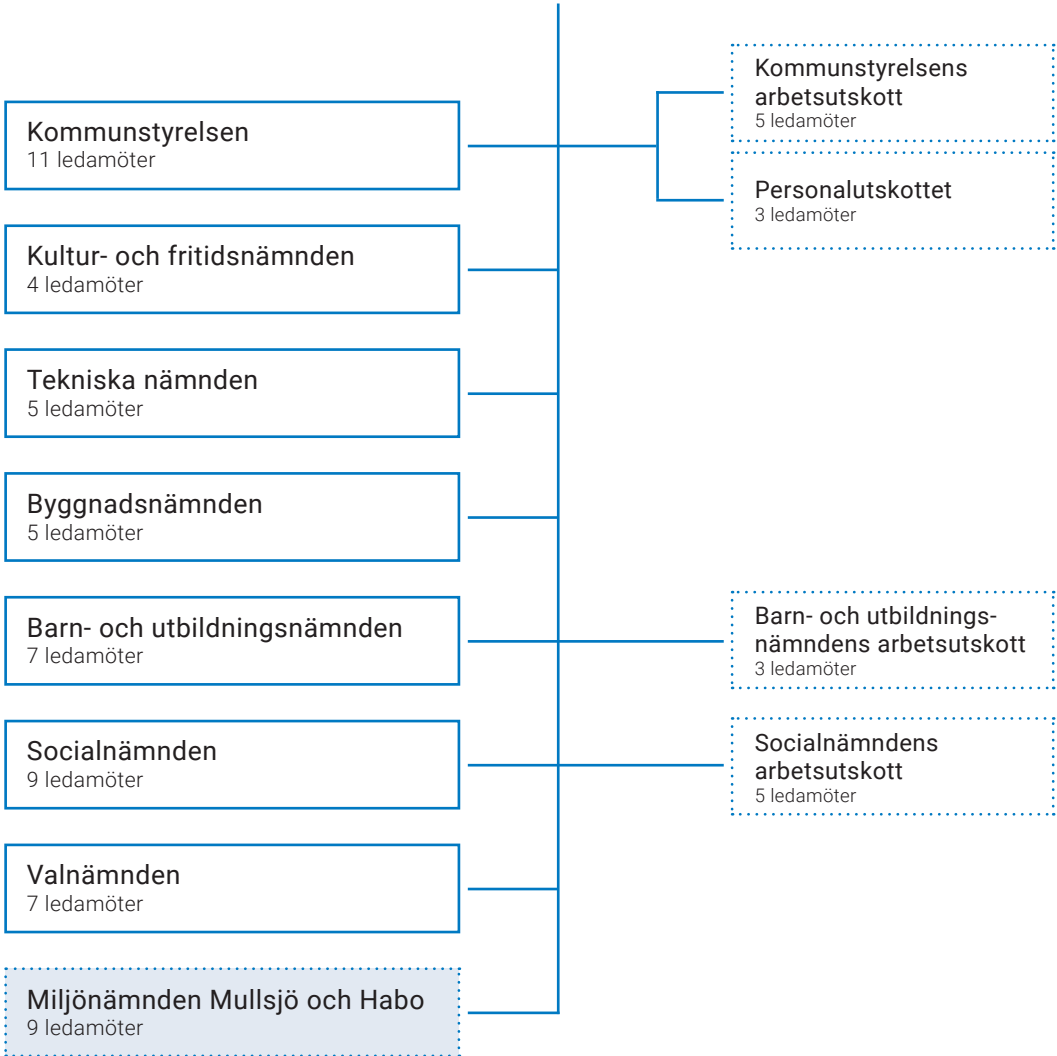 Kommunstyrelsen
11 ledamöter
Kommunstyrelsens
arbetsutskott
5 ledamöter
Personalutskottet
3 ledamöter
Kultur- och fritidsnämnden
4 ledamöter
Tekniska nämnden
5 ledamöter
Byggnadsnämnden
5 ledamöter
Barn- och utbildningsnämnden
7 ledamöter
Barn- och utbildnings-
nämndens arbetsutskott
3 ledamöter
Socialnämnden
9 ledamöter
Socialnämndens
arbetsutskott
5 ledamöter
Valnämnden
7 ledamöter
Miljönämnden Mullsjö och Habo
9 ledamöter